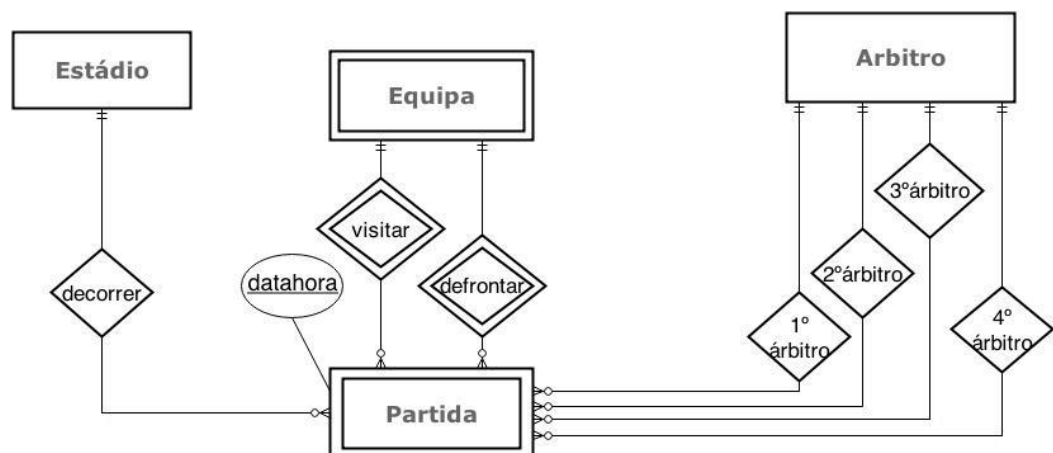 Estádio
Equipa
Arbitro
visitar
3ºárbitro
datahora
decorrer
defrontar
2ºárbitro
1º
árbitro
4º
árbitro
Partida